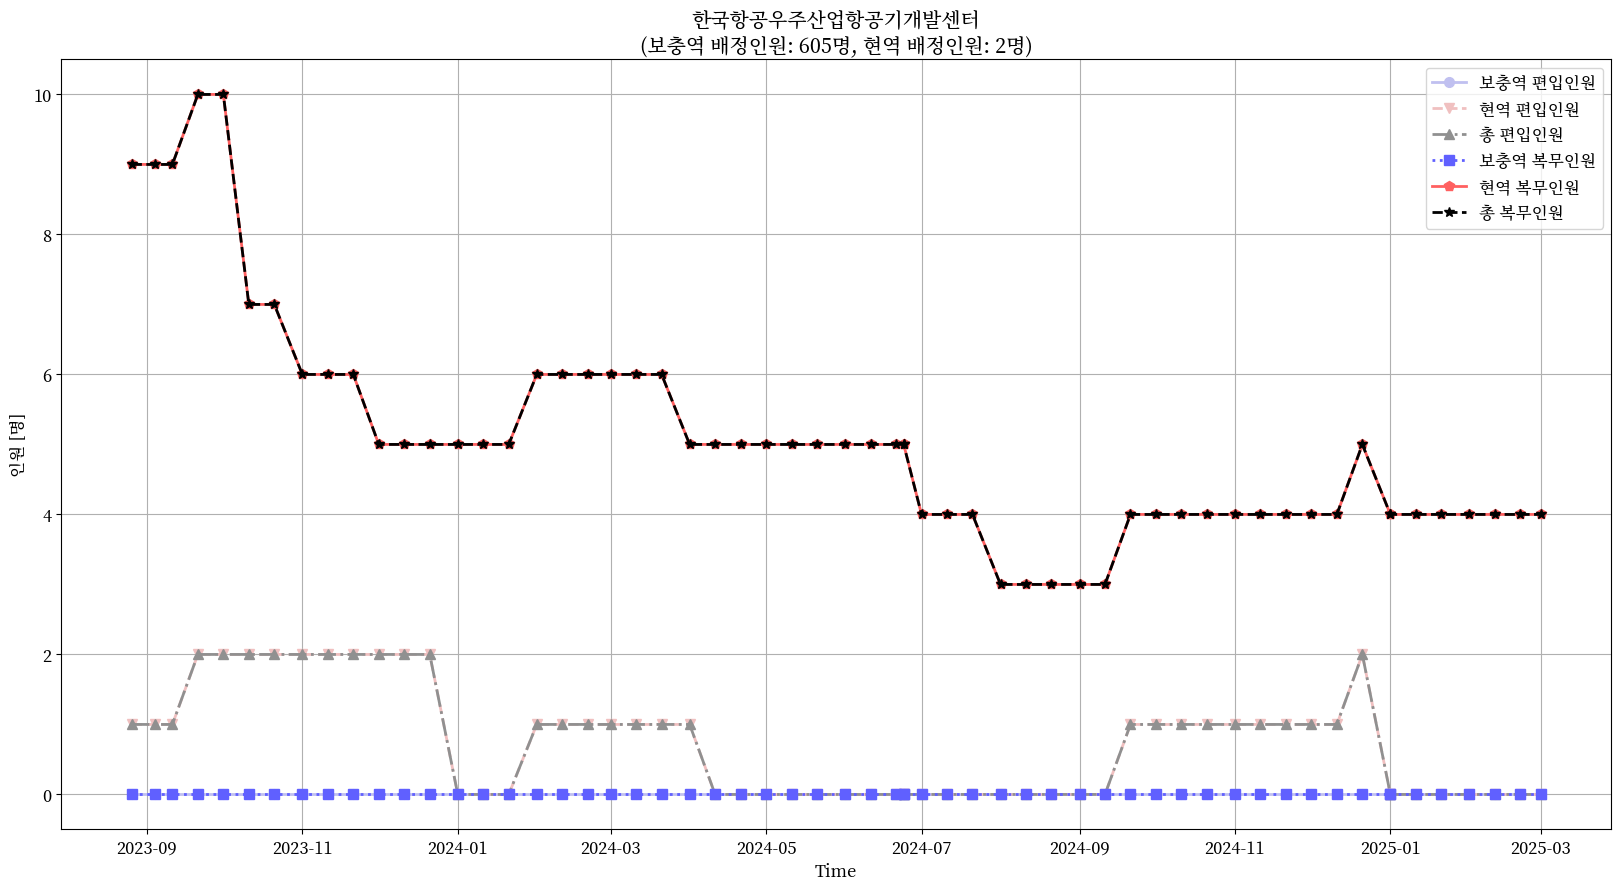 한국항공우주산업항공기개발센터
(보충역 배정인원: 605명, 현역 배정인원: 2명)
보충역 편입인원
현역 편입인원
총 편입인원
보충역 복무인원
현역 복무인원
총 복무인원
인원 [명]
10
8
6
4
2
0
2023-09
2023-11
2024-01
2024-03
2024-05
2024-07
2024-09
2024-11
2025-01
2025-03
Time